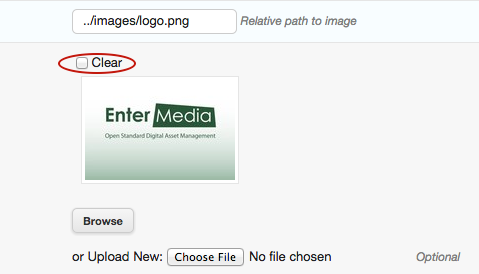 ../images/logo.png Relative path to image
Clear
Enter Media
Open Standard Digital Asset Management
Browse
or Upload New: Choose File No file chosen Optional